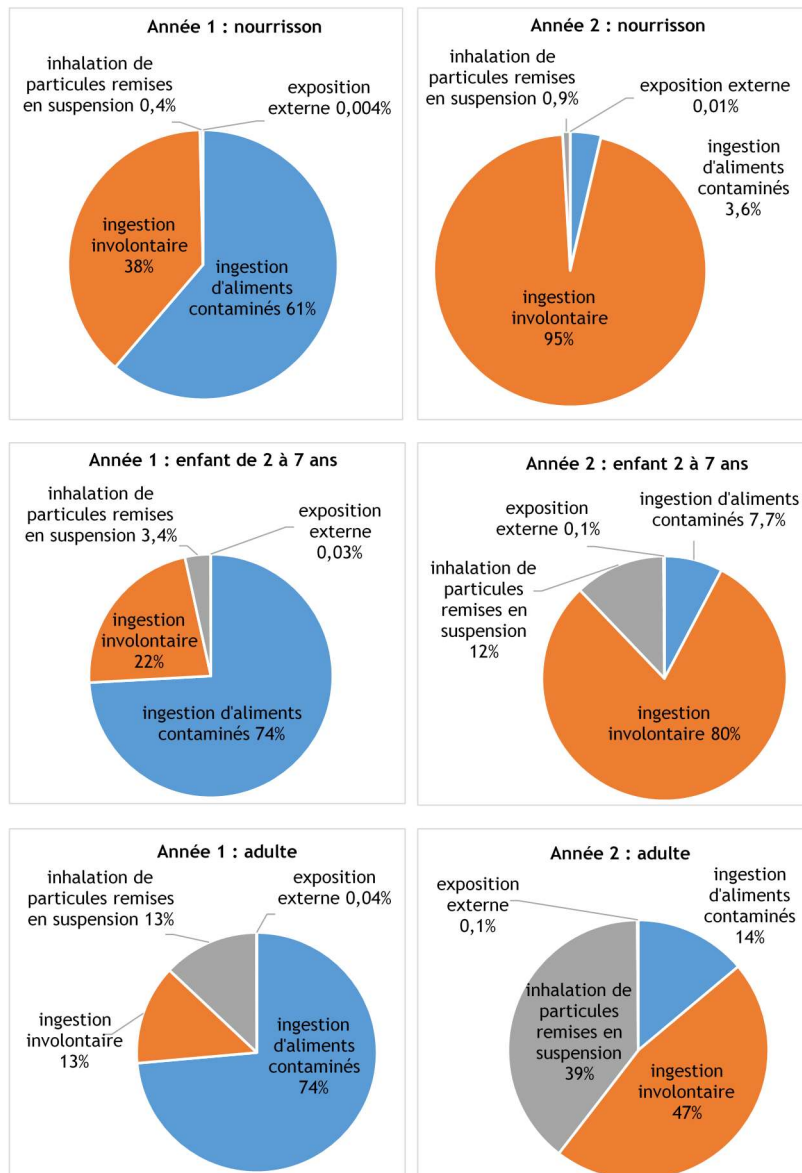 Année 1 : nourrisson
inhalation de
particules remises
en suspension 0,4%
exposition
externe 0,004%
ingestion
involontaire
38%
ingestion
d'aliments
contaminés 61%
Année 2 : nourrisson
inhalation de
particules remises
en suspension 0,9%
exposition externe
0,01%
ingestion
d'aliments
contaminés
3,6%
ingestion
involontaire
95%
Année 1 : enfant de 2 à 7 ans
inhalation de
particules remises
en suspension 3,4%
exposition
externe
0,03%
ingestion
involontaire
22%
ingestion d'aliments
contaminés 74%
Année 2 : enfant 2 à 7 ans
exposition
externe 0,1%
ingestion d'aliments
contaminés 7,7%
inhalation de
particules
remises en
suspension
12%
ingestion
involontaire 80%
Année 1 : adulte
inhalation de
particules remises
en suspension 13%
exposition
externe 0,04%
ingestion
involontaire
13%
ingestion
d'aliments
contaminés
74%
Année 2 : adulte
exposition
externe
0,1%
ingestion
d'aliments
contaminés
14%
inhalation de
particules
remises en
suspension
39%
ingestion
involontaire
47%